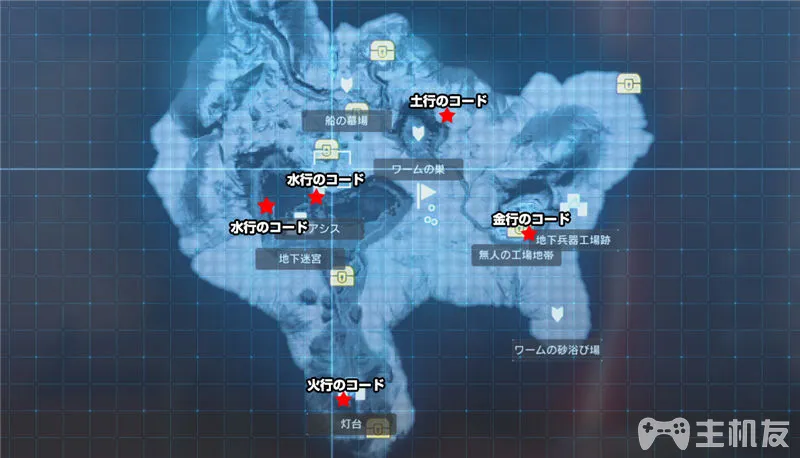 土行のコード
船の墓場
ワームの巣
水行のコード
水行のコード
アシス
金行のコード
地下兵器工場跡
無人の工場地帯
地下迷宮
ワームの砂浴び場
火行のコード
灯台
主机友